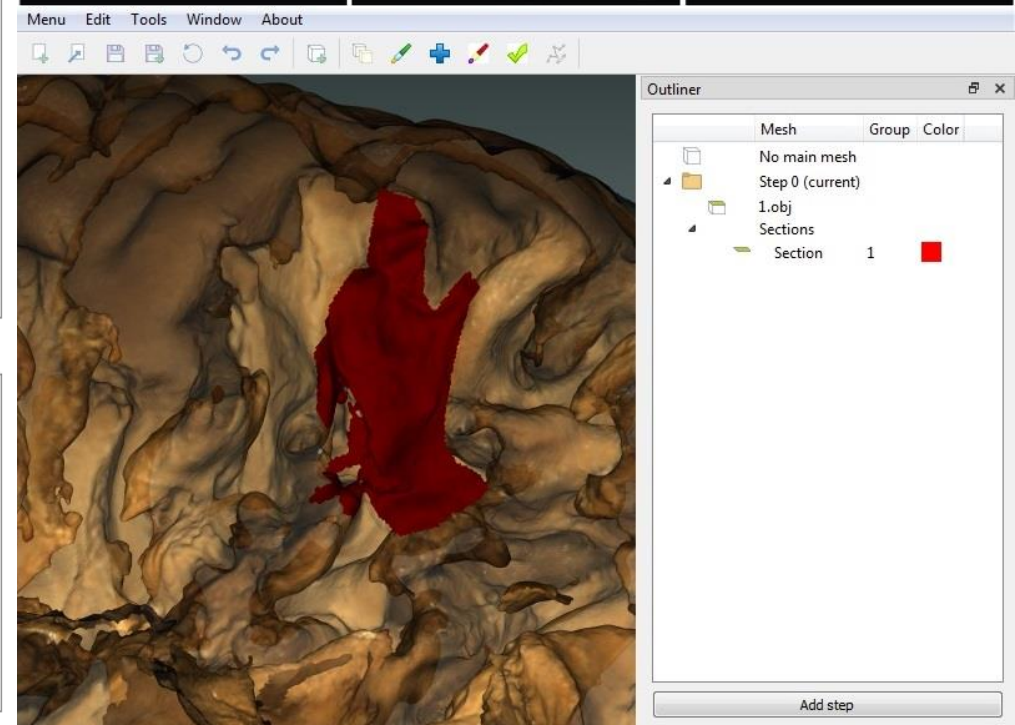 Menu Edit Tools Window About
Outliner
Mesh Group Color
No main mesh
Step 0 (current)
1.obj
Sections
Section 1
Add step